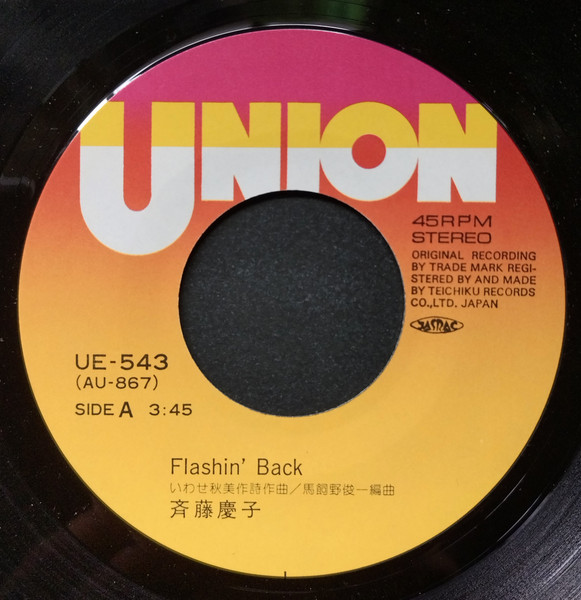 UNION
45RPM
STEREO
ORIGINAL RECORDING
BY TRADE MARK REGI-
STERED BY AND MADE
BY TEICHIKU RECORDS
CO.,LTD. JAPAN
JASRAC
UE-543
(AU-867)
SIDE A 3:45
Flashin' Back
いわせ秋美作詩作曲／馬飼野俊一編曲
斉藤慶子